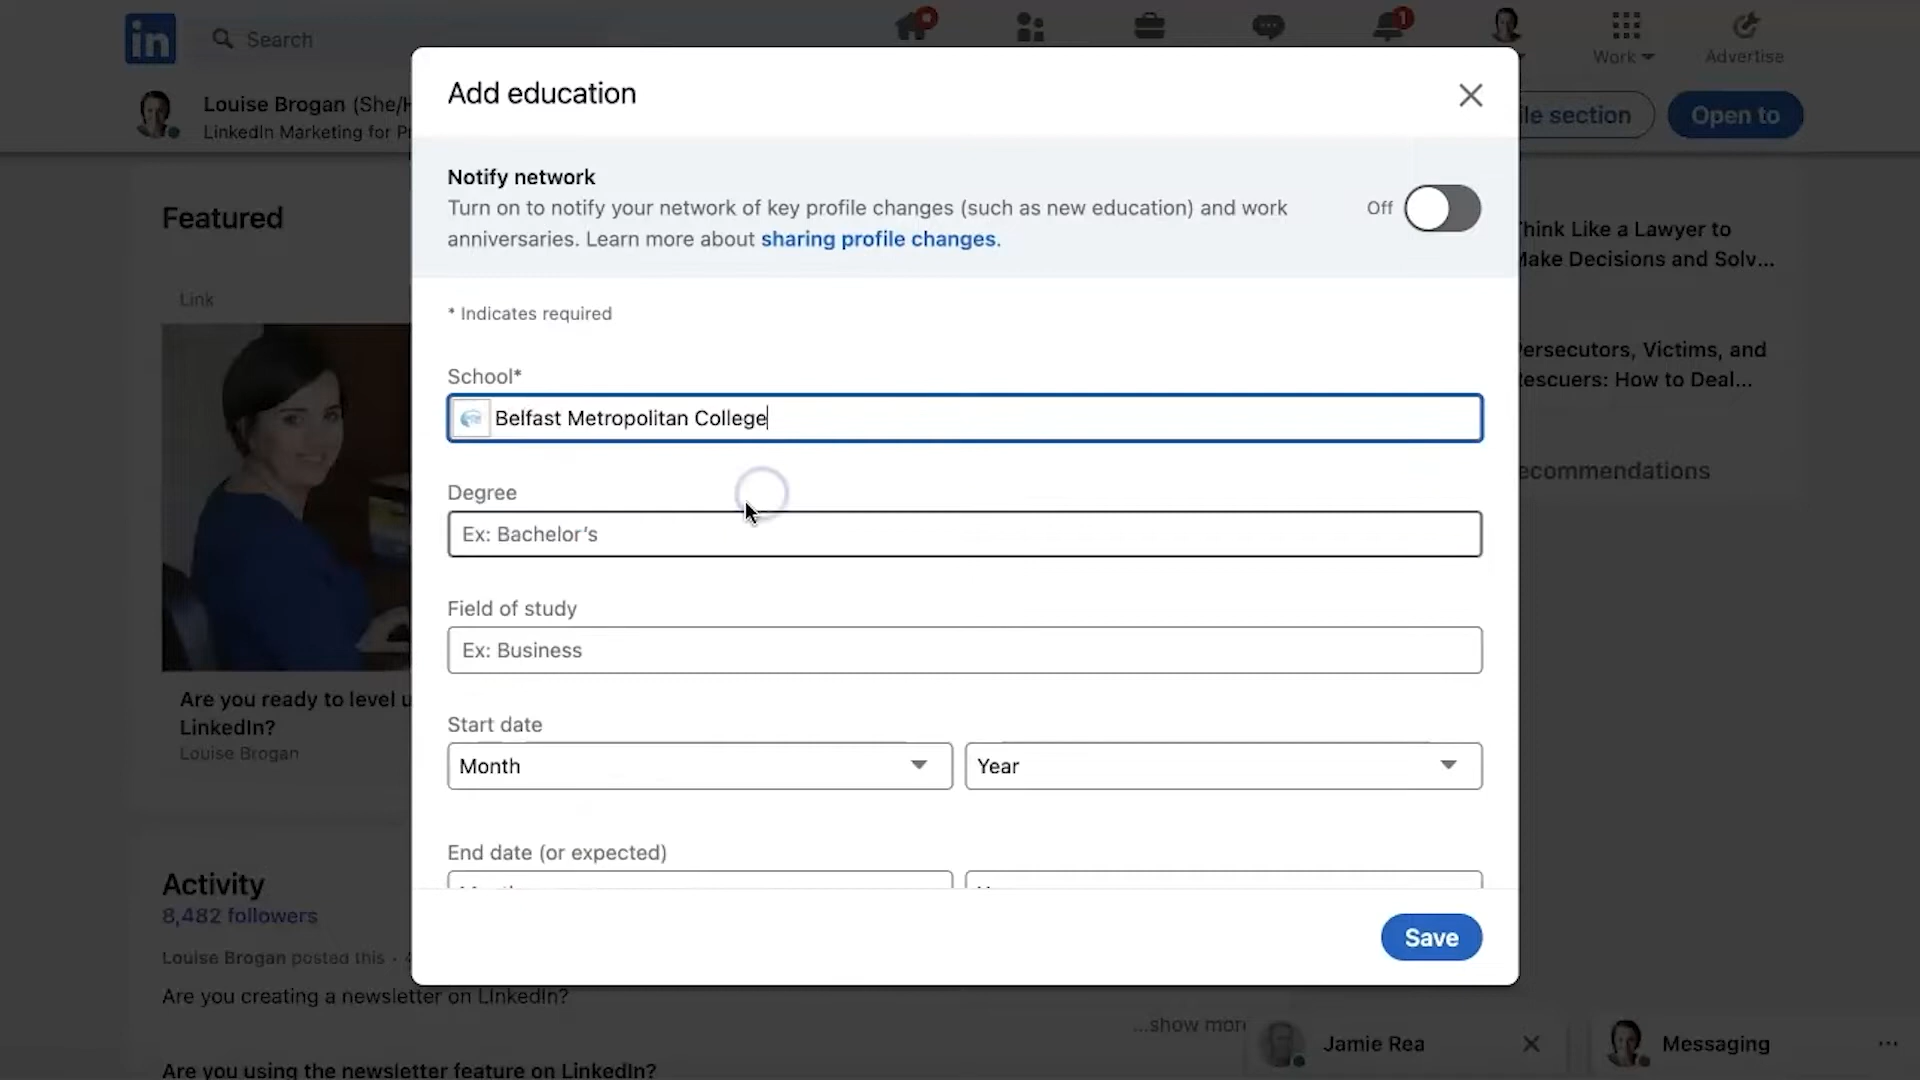 in
Search
1
Work
Advertise
Louise Brogan (She/H
LinkedIn Marketing for Pr
le section
Open to
Add education
Notify network
Turn on to notify your network of key profile changes (such as new education) and work
anniversaries. Learn more about sharing profile changes.
Off
* Indicates required
School*
Belfast Metropolitan College
Degree
Ex: Bachelor's
Field of study
Ex: Business
Start date
Month
Year
End date (or expected)
Save
Featured
Link
Are you ready to level u
LinkedIn?
Louise Brogan
Activity
8,482 followers
Louise Brogan posted this ·
Are you creating a newsletter on LinkedIn?
...show more
Are you using the newsletter feature on LinkedIn?
hink Like a Lawyer to
Make Decisions and Solv...
ersecutors, Victims, and
escuers: How to Deal...
ecommendations
Jamie Rea
Messaging